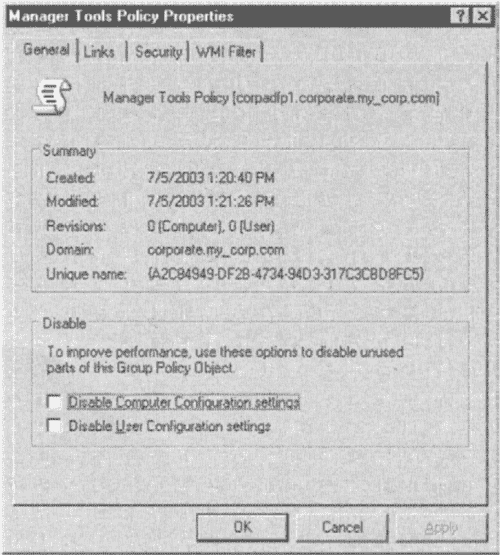 Manager Tools Policy Properties
General Links Security WMI Filter
Manager Tools Policy [corpadfp1.corporate.my_corp.com]
Summary
Created: 7/5/2003 1:20:40 PM
Modified: 7/5/2003 1:21:26 PM
Revisions: 0 (Computer), 0 (User)
Domain: corporate.my_corp.com
Unique name: {A2C84949-DF2B-4734-94D3-317C3C8D8FC5}
Disable
To improve performance, use these options to disable unused
parts of this Group Policy Object.
Disable Computer Configuration settings
Disable User Configuration settings
OK Cancel Apply